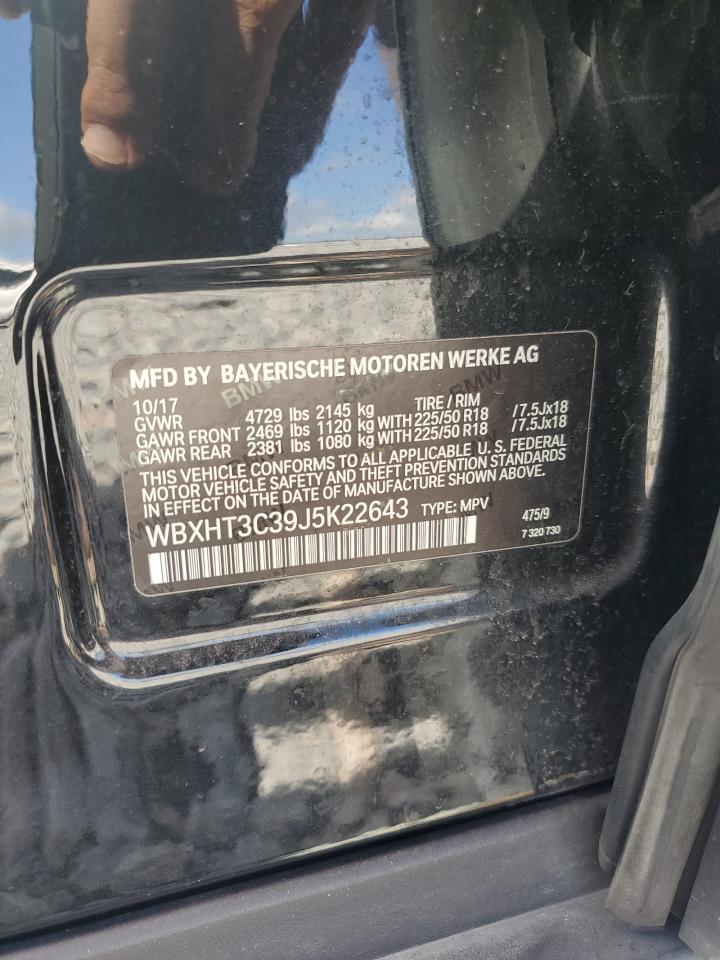 MFD BY BAYERISCHE MOTOREN WERKE AG
10/17 TIRE / RIM
GVWR 4729 lbs 2145 kg
GAWR FRONT 2469 lbs 1120 kg WITH 225/50 R18 /7.5Jx18
GAWR REAR 2381 lbs 1080 kg WITH 225/50 R18 /7.5Jx18
THIS VEHICLE CONFORMS TO ALL APPLICABLE U. S. FEDERAL
MOTOR VEHICLE SAFETY AND THEFT PREVENTION STANDARDS
IN EFFECT ON THE DATE OF MANUFACTURE SHOWN ABOVE.
WBXHT3C39J5K22643 TYPE: MPV 475/9
7 320 730